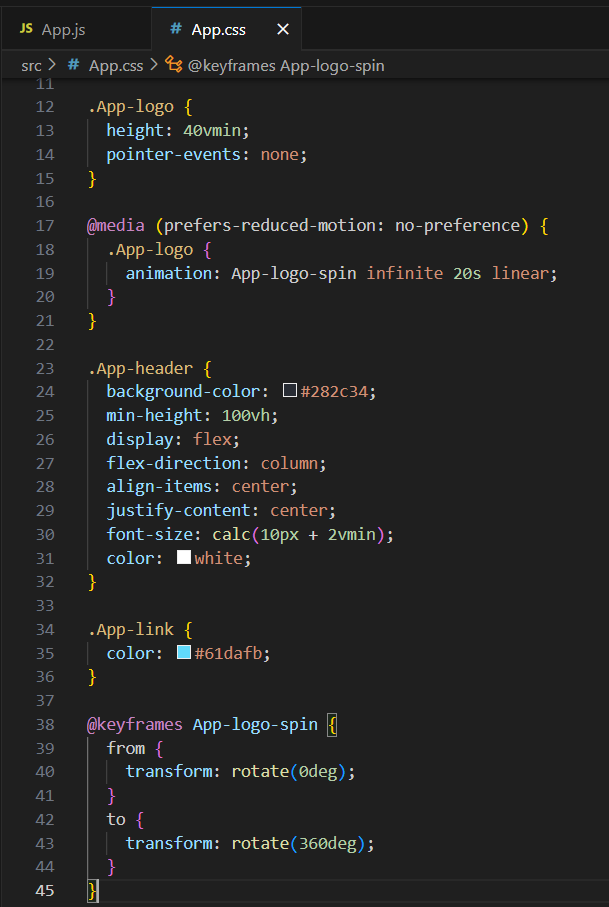 JS App.js # App.css ×
src > # App.css > @keyframes App-logo-spin
11
12 .App-logo {
13   height: 40vmin;
14   pointer-events: none;
15 }
16
17 @media (prefers-reduced-motion: no-preference) {
18   .App-logo {
19     animation: App-logo-spin infinite 20s linear;
20   }
21 }
22
23 .App-header {
24   background-color: #282c34;
25   min-height: 100vh;
26   display: flex;
27   flex-direction: column;
28   align-items: center;
29   justify-content: center;
30   font-size: calc(10px + 2vmin);
31   color: white;
32 }
33
34 .App-link {
35   color: #61dafb;
36 }
37
38 @keyframes App-logo-spin {
39   from {
40     transform: rotate(0deg);
41   }
42   to {
43     transform: rotate(360deg);
44   }
45 }